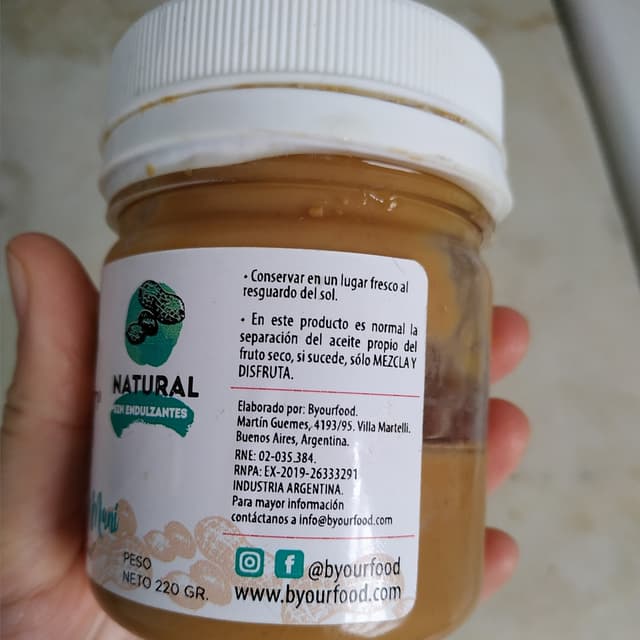 • Conservar en un lugar fresco al
resguardo del sol.
• En este producto es normal la
separación del aceite propio del
fruto seco, si sucede, sólo MEZCLA Y
DISFRUTA.
NATURAL
SIN ENDULZANTES
Elaborado por: Byourfood.
Martín Guemes, 4193/95. Villa Martelli.
Buenos Aires, Argentina.
RNE: 02-035.384.
RNPA: EX-2019-26333291
INDUSTRIA ARGENTINA.
Para mayor información
contáctanos a info@byourfood.com
Maní
PESO
NETO 220 GR.
@byourfood
www.byourfood.com